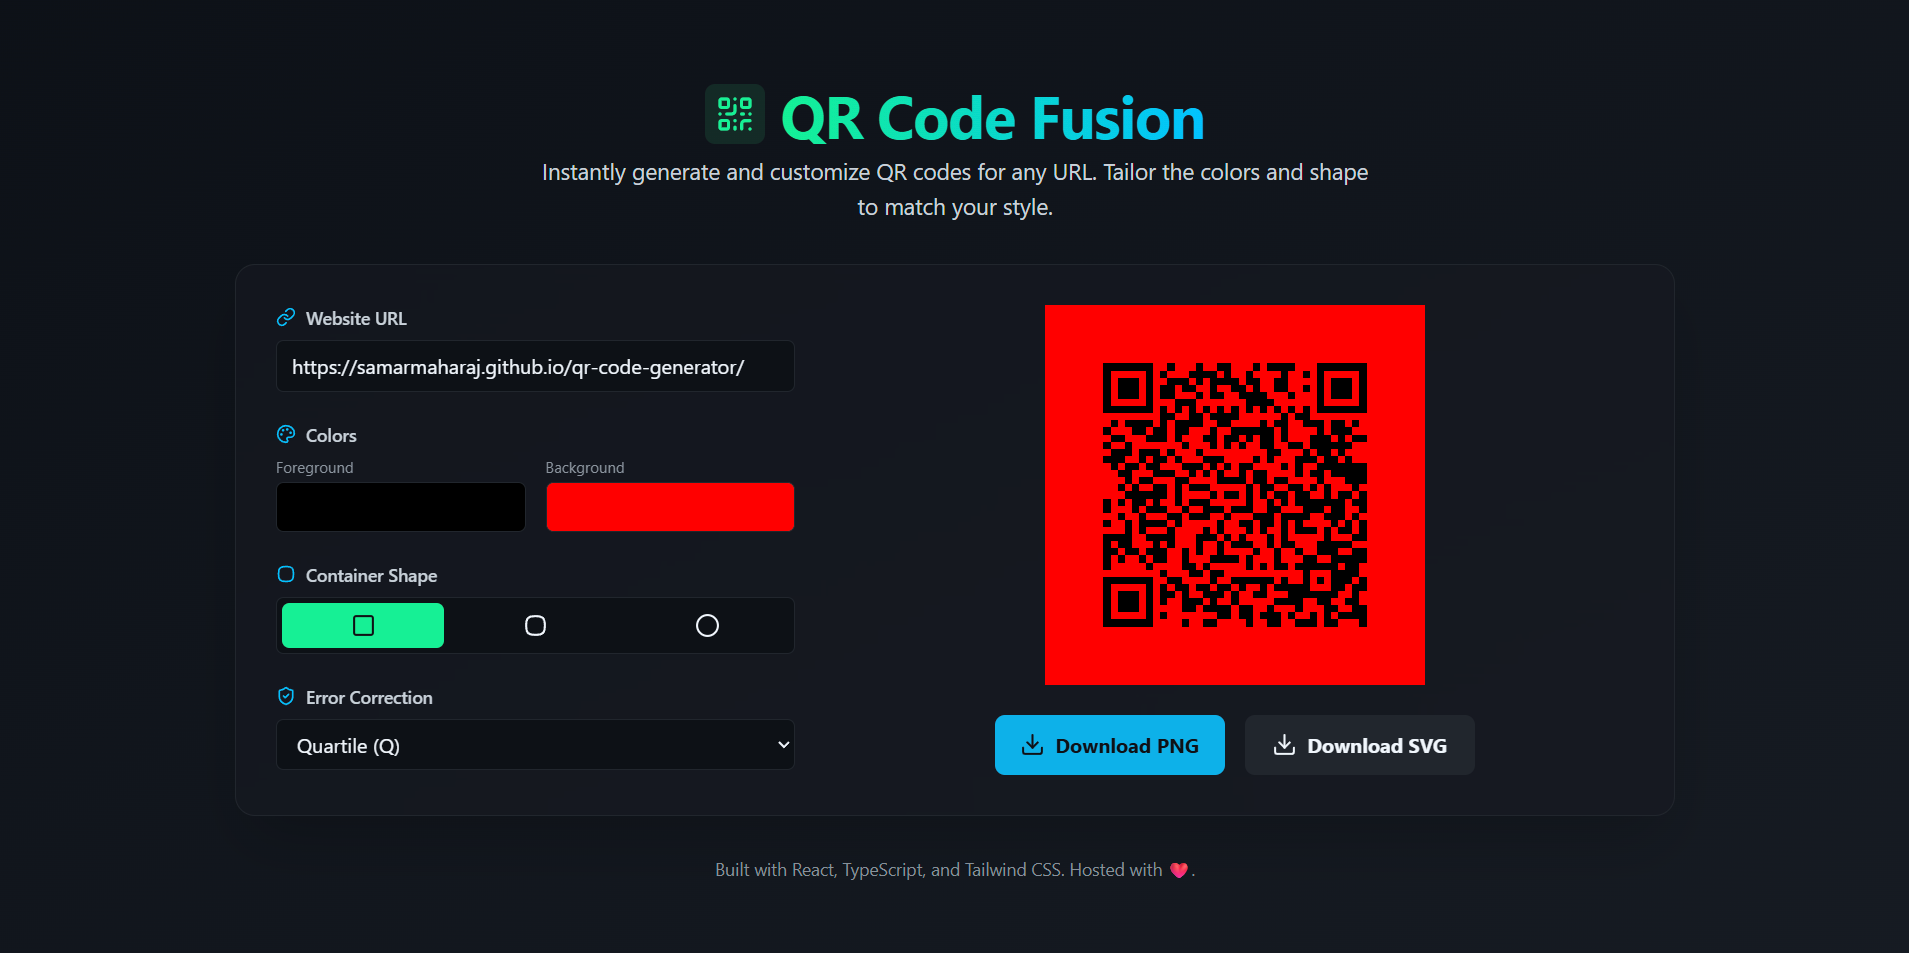 QR Code Fusion
Instantly generate and customize QR codes for any URL. Tailor the colors and shape
to match your style.
Website URL
https://samarmaharaj.github.io/qr-code-generator/
Colors
Foreground
Background
Container Shape
Error Correction
Quartile (Q)
Download PNG
Download SVG
Built with React, TypeScript, and Tailwind CSS. Hosted with 💖.